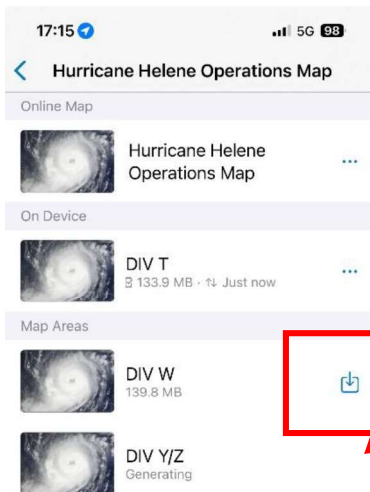 17:15 5G 98
Hurricane Helene Operations Map
Online Map
Hurricane Helene
Operations Map
...
On Device
DIV T
133.9 MB · Just now
...
Map Areas
DIV W
139.8 MB
DIV Y/Z
Generating